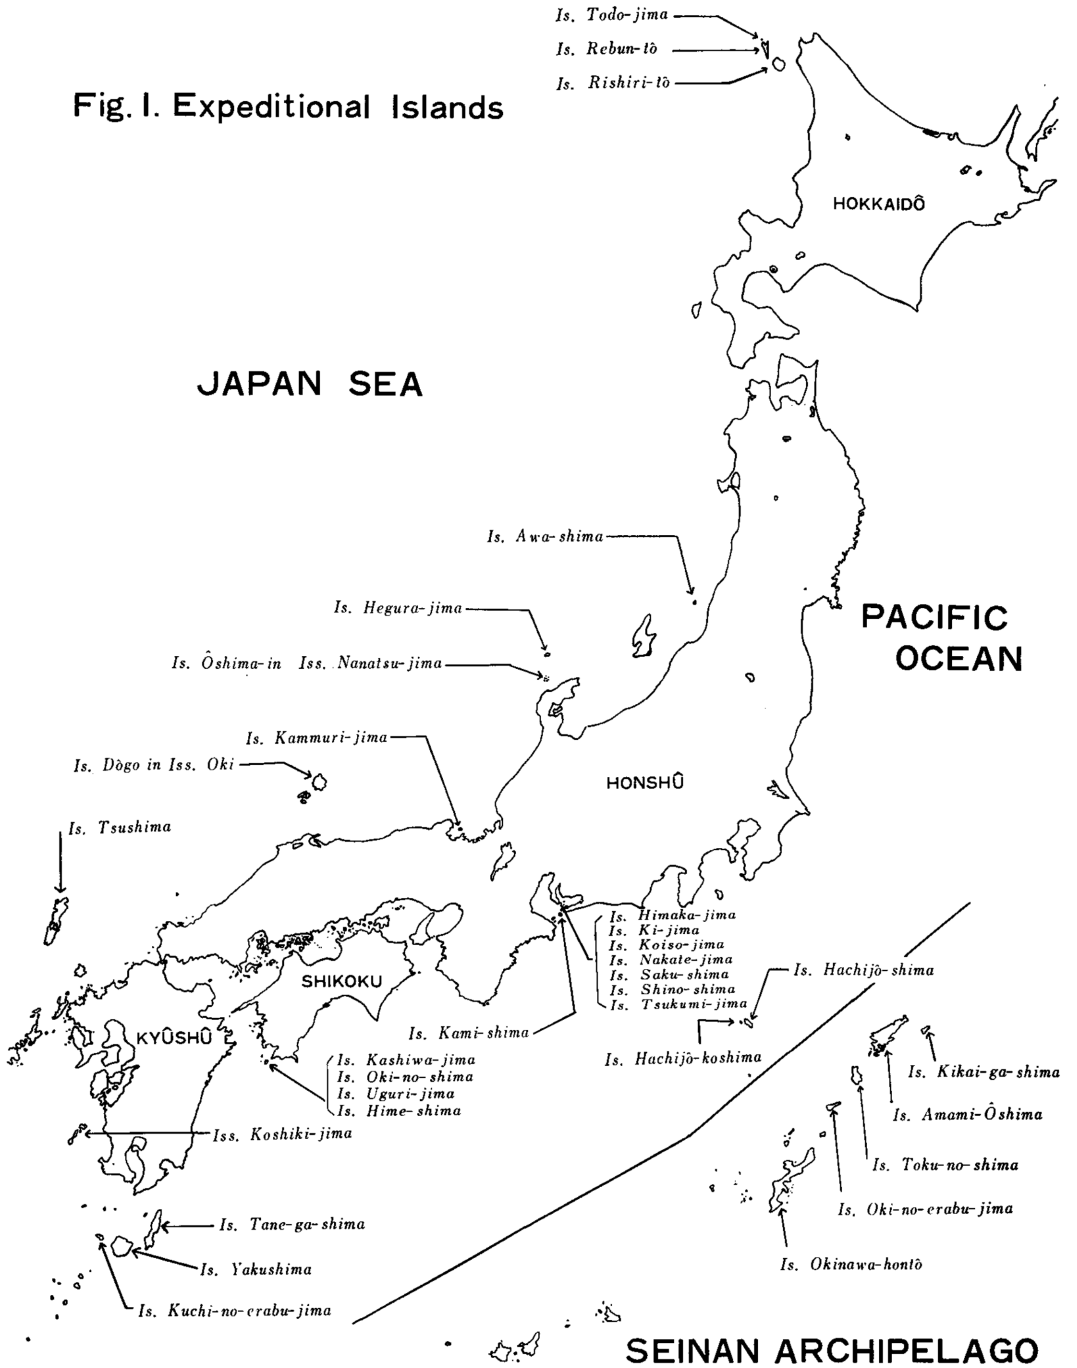 Is. Todo-jima
Is. Rebun-tô
Is. Rishiri-tô
Fig. 1. Expeditional Islands
HOKKAIDÔ
JAPAN SEA
Is. Awa-shima
Is. Hegura-jima
PACIFIC
OCEAN
Is. Ôshima-in Iss. Nanatsu-jima
Is. Kammuri-jima
Is. Dôgo in Iss. Oki
HONSHÛ
Is. Tsushima
Is. Himaka-jima
Is. Ki-jima
Is. Koiso-jima
Is. Nakate-jima
Is. Saku-shima
Is. Shino-shima
Is. Tsukumi-jima
Is. Hachijô-shima
SHIKOKU
Is. Kami-shima
KYÛSHÛ
Is. Hachijô-koshima
Is. Kashiwa-jima
Is. Oki-no-shima
Is. Uguri-jima
Is. Hime-shima
Is. Kikai-ga-shima
Is. Amami-Ôshima
Iss. Koshiki-jima
Is. Toku-no-shima
Is. Oki-no-erabu-jima
Is. Tane-ga-shima
Is. Okinawa-hontô
Is. Yakushima
Is. Kuchi-no-erabu-jima
SEINAN ARCHIPELAGO